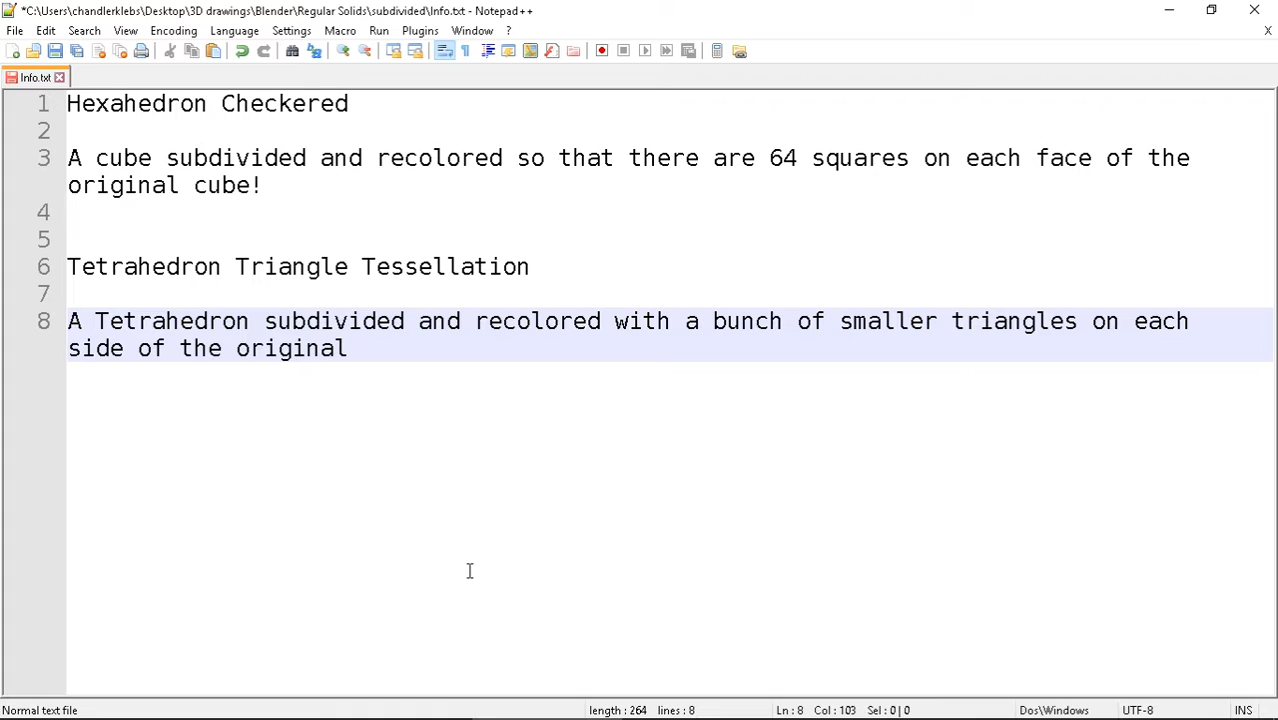 *C:\Users\chandlerklebs\Desktop\3D drawings\Blender\Regular Solids\subdivided\Info.txt - Notepad++
File Edit Search View Encoding Language Settings Macro Run Plugins Window ? X
Info.txt
1 Hexahedron Checkered
2
3 A cube subdivided and recolored so that there are 64 squares on each face of the
original cube!
4
5
6 Tetrahedron Triangle Tessellation
7
8 A Tetrahedron subdivided and recolored with a bunch of smaller triangles on each
side of the original
Normal text file length : 264 lines : 8 Ln : 8 Col : 103 Sel : 0 | 0 Dos\Windows UTF-8 INS